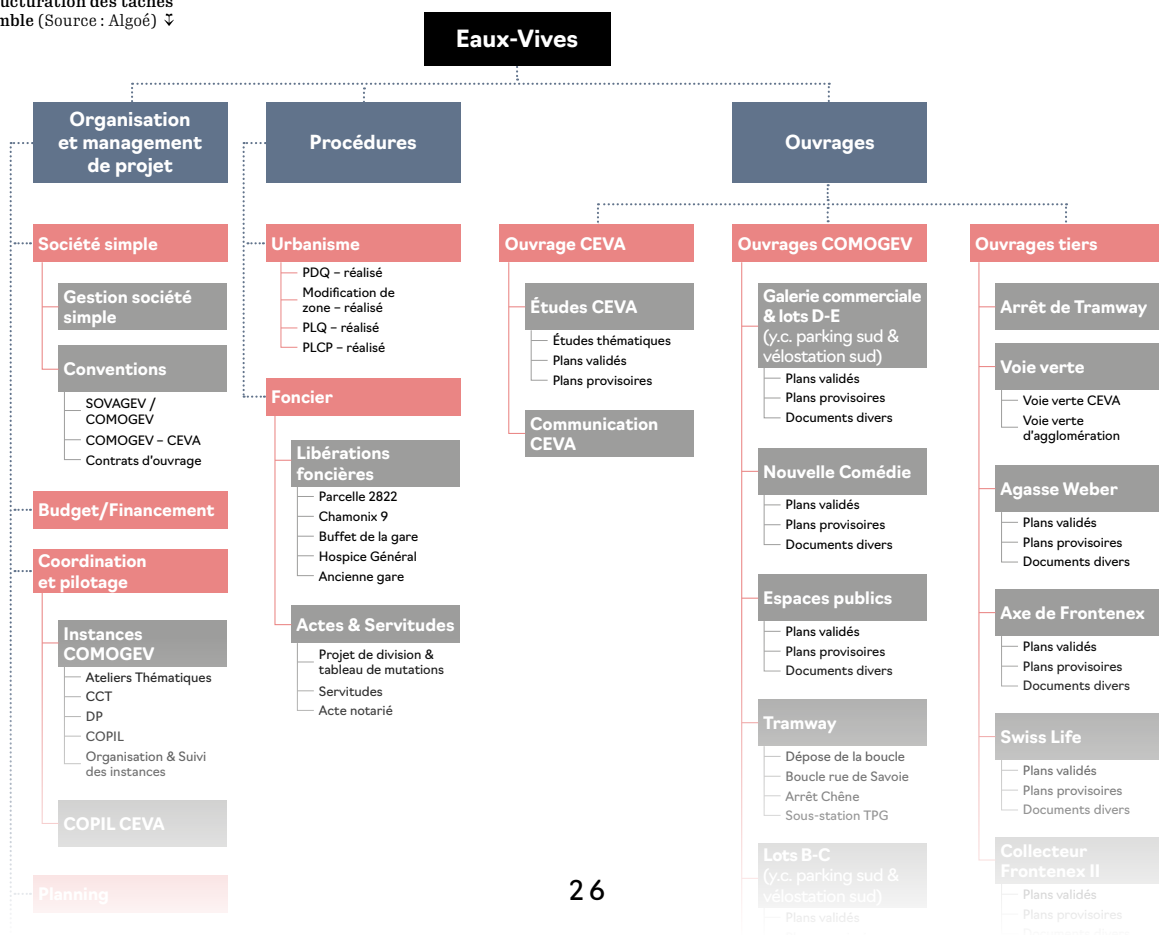 ucturation des tâches
mble (Source : Algoé)
Eaux-Vives
Organisation
et management
de projet
Procédures
Ouvrages
Société simple
Gestion société
simple
Conventions
SOVAGEV /
COMOGEV
COMOGEV – CEVA
Contrats d'ouvrage
Budget/Financement
Coordination
et pilotage
Instances
COMOGEV
Ateliers Thématiques
CCT
DP
COPIL
Organisation & Suivi
des instances
COPIL CEVA
Planning
Urbanisme
PDQ – réalisé
Modification de
zone – réalisé
PLQ – réalisé
PLCP – réalisé
Foncier
Libérations
foncières
Parcelle 2822
Chamonix 9
Buffet de la gare
Hospice Général
Ancienne gare
Actes & Servitudes
Projet de division &
tableau de mutations
Servitudes
Acte notarié
Ouvrage CEVA
Études CEVA
Études thématiques
Plans validés
Plans provisoires
Communication
CEVA
Ouvrages COMOGEV
Galerie commerciale
& lots D-E
(y.c. parking sud &
vélostation sud)
Plans validés
Plans provisoires
Documents divers
Nouvelle Comédie
Plans validés
Plans provisoires
Documents divers
Espaces publics
Plans validés
Plans provisoires
Documents divers
Tramway
Dépose de la boucle
Boucle rue de Savoie
Arrêt Chêne
Sous-station TPG
Lots B-C
(y.c. parking sud &
vélostation sud)
Plans validés
Ouvrages tiers
Arrêt de Tramway
Voie verte
Voie verte CEVA
Voie verte
d'agglomération
Agasse Weber
Plans validés
Plans provisoires
Documents divers
Axe de Frontenex
Plans validés
Plans provisoires
Documents divers
Swiss Life
Plans validés
Plans provisoires
Documents divers
Collecteur
Frontenex II
Plans validés
Plans provisoires
Documents divers
26